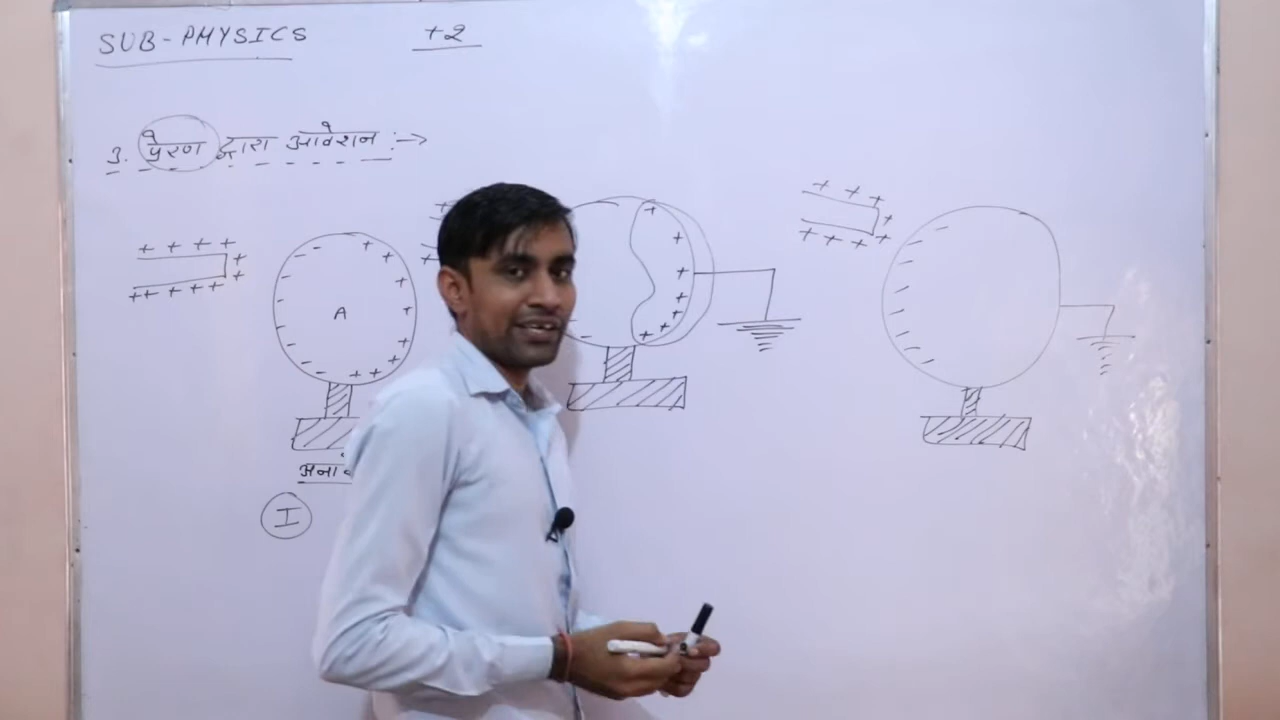 SUB-PHYSICS +2
3. प्रेरण द्वारा आवेशन :→
A
I